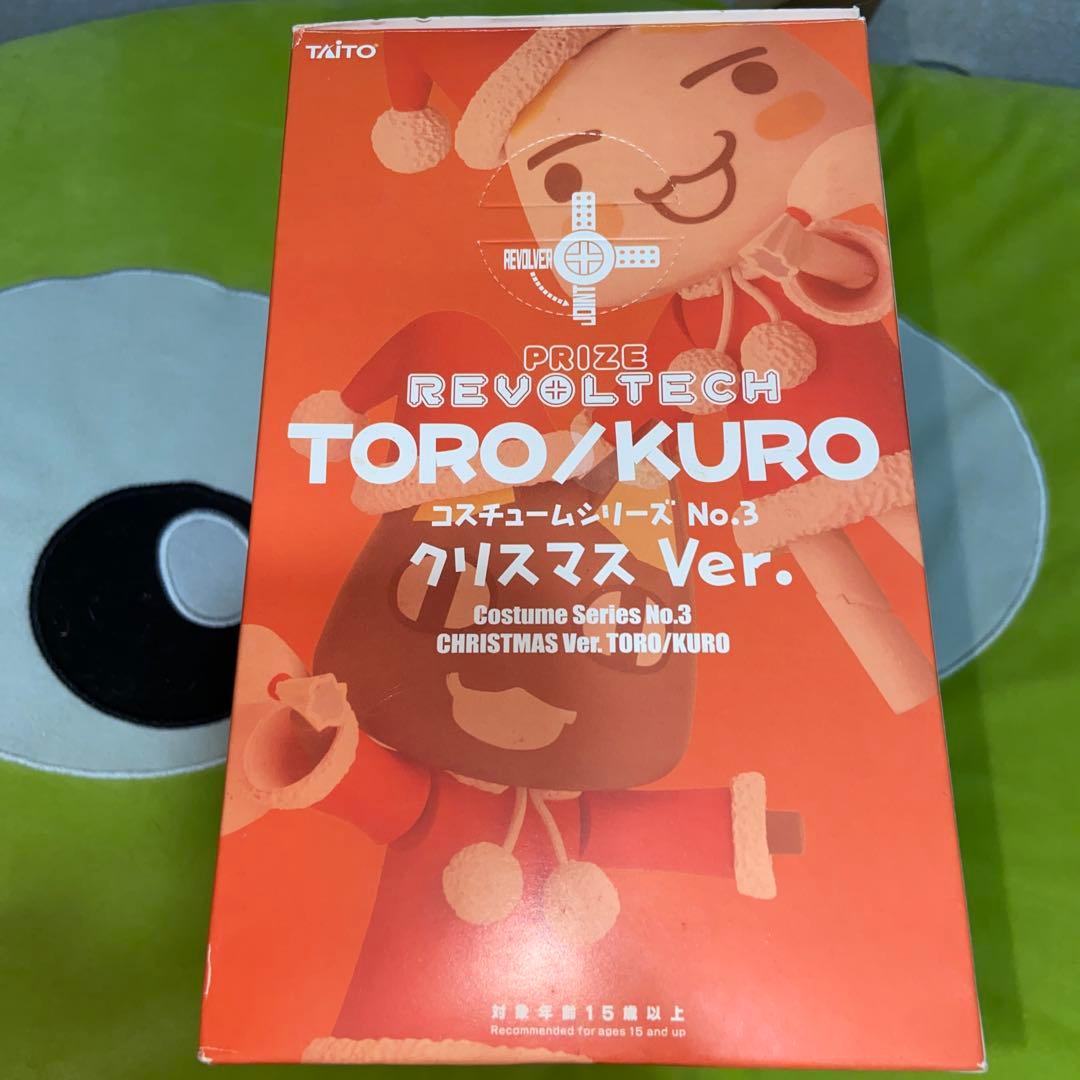 TAITO
REVOLVER
JOINT
PRIZE
REVOLTECH
TORO/KURO
コスチュームシリーズ No.3
クリスマス Ver.
Costume Series No.3
CHRISTMAS Ver. TORO/KURO
対象年齢15歳以上
Recommended for ages 15 and up